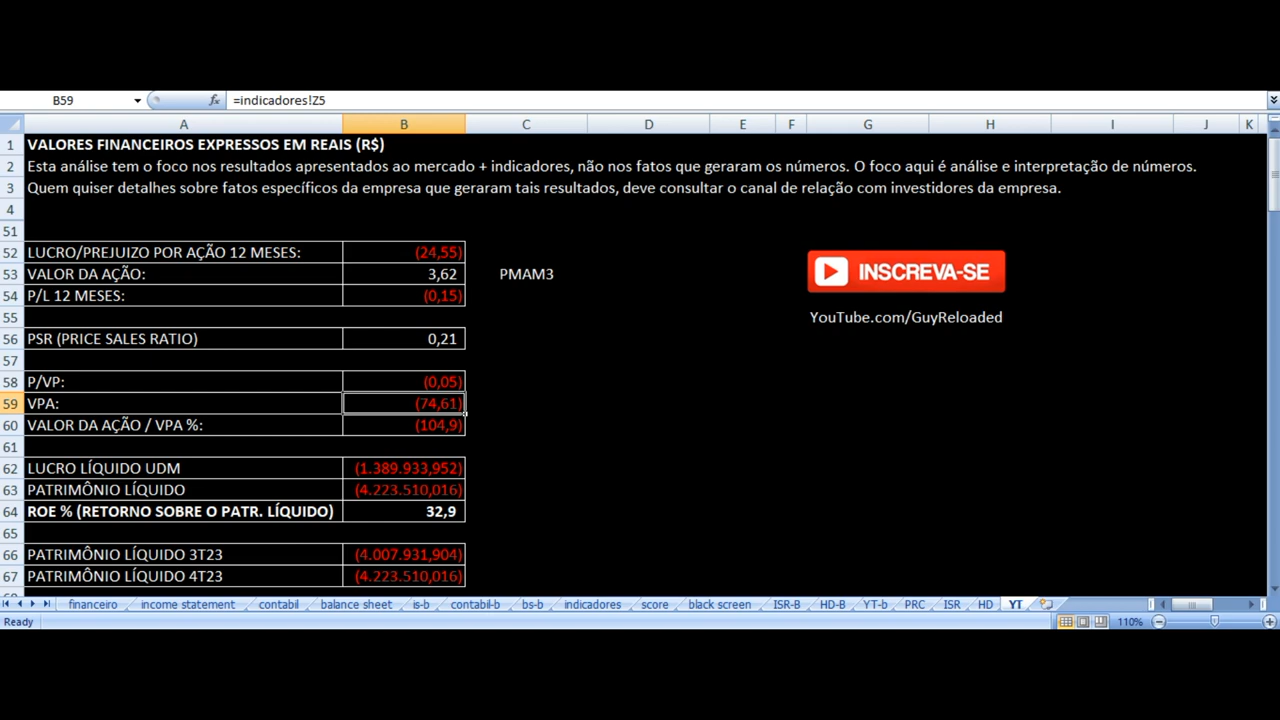 B59 fx =indicadores!Z5
A B C D E F G H I J K
1 VALORES FINANCEIROS EXPRESSOS EM REAIS (R$)
2 Esta análise tem o foco nos resultados apresentados ao mercado + indicadores, não nos fatos que geraram os números. O foco aqui é análise e interpretação de números.
3 Quem quiser detalhes sobre fatos específicos da empresa que geraram tais resultados, deve consultar o canal de relação com investidores da empresa.
4
51
52 LUCRO/PREJUIZO POR AÇÃO 12 MESES: (24,55)
INSCREVA-SE
53 VALOR DA AÇÃO: 3,62 PMAM3
54 P/L 12 MESES: (0,15)
55
YouTube.com/GuyReloaded
56 PSR (PRICE SALES RATIO) 0,21
57
58 P/VP: (0,05)
59 VPA: (74,61)
60 VALOR DA AÇÃO / VPA %: (104,9)
61
62 LUCRO LÍQUIDO UDM (1.389.933,952)
63 PATRIMÔNIO LÍQUIDO (4.223.510,016)
64 ROE % (RETORNO SOBRE O PATR. LÍQUIDO) 32,9
65
66 PATRIMÔNIO LÍQUIDO 3T23 (4.007.931,904)
67 PATRIMÔNIO LÍQUIDO 4T23 (4.223.510,016)
financeiro income statement contabil balance sheet is-b contabil-b bs-b indicadores score black screen ISR-B HD-B YT-b PRC ISR HD YT
Ready 110%